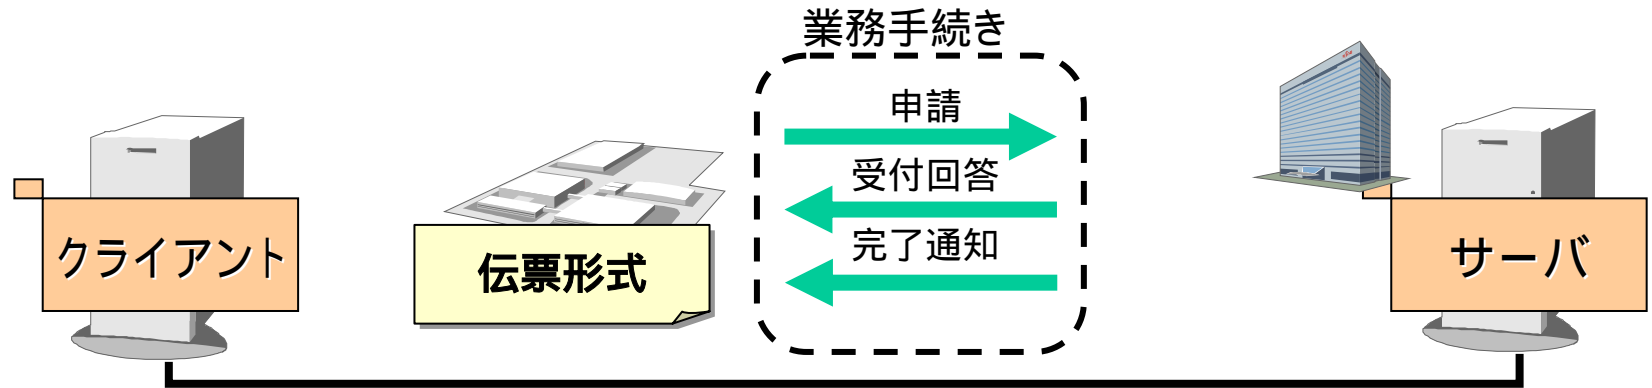 業務手続き
申請
受付回答
完了通知
クライアント
伝票形式
サーバ